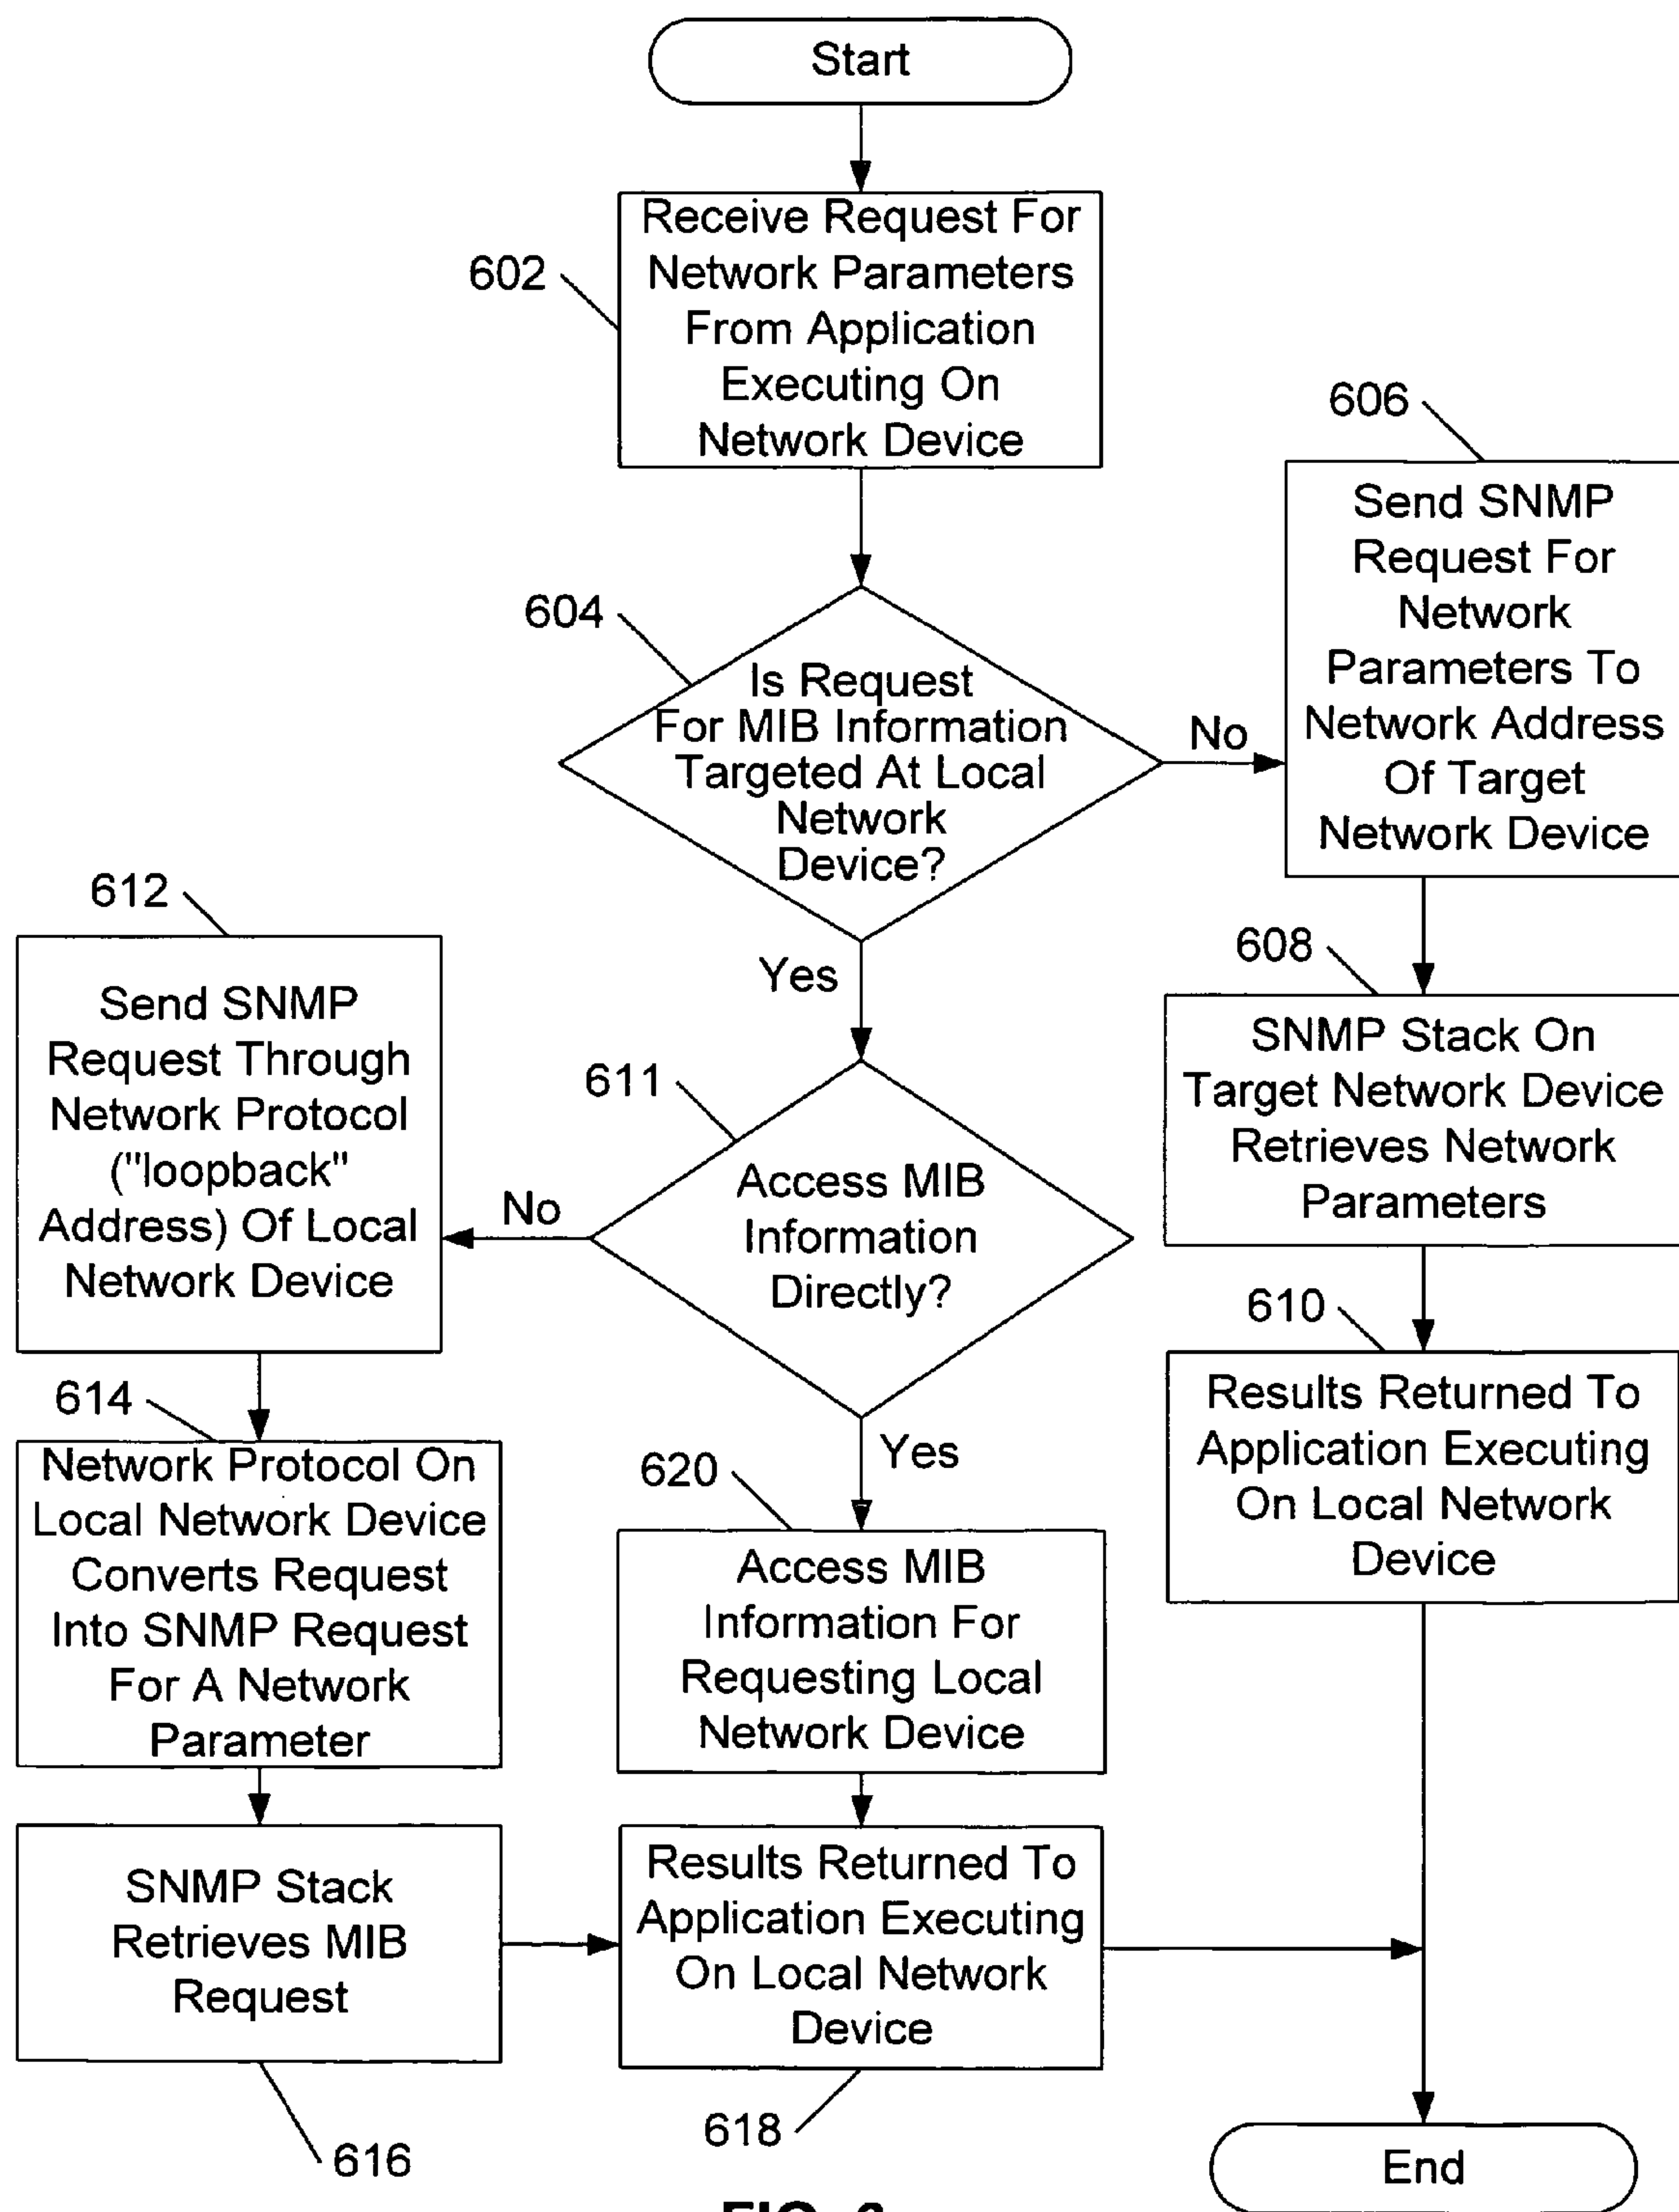 Start
602
Receive Request For
Network Parameters
From Application
Executing On
Network Device
604
Is Request
For MIB Information
Targeted At Local
Network
Device?
No
606
Send SNMP
Request For
Network
Parameters To
Network Address
Of Target
Network Device
608
SNMP Stack On
Target Network Device
Retrieves Network
Parameters
610
Results Returned To
Application Executing
On Local Network
Device
Yes
611
Access MIB
Information
Directly?
No
612
Send SNMP
Request Through
Network Protocol
("loopback"
Address) Of Local
Network Device
614
Network Protocol On
Local Network Device
Converts Request
Into SNMP Request
For A Network
Parameter
SNMP Stack
Retrieves MIB
Request
616
Yes
620
Access MIB
Information For
Requesting Local
Network Device
Results Returned To
Application Executing
On Local Network
Device
618
End